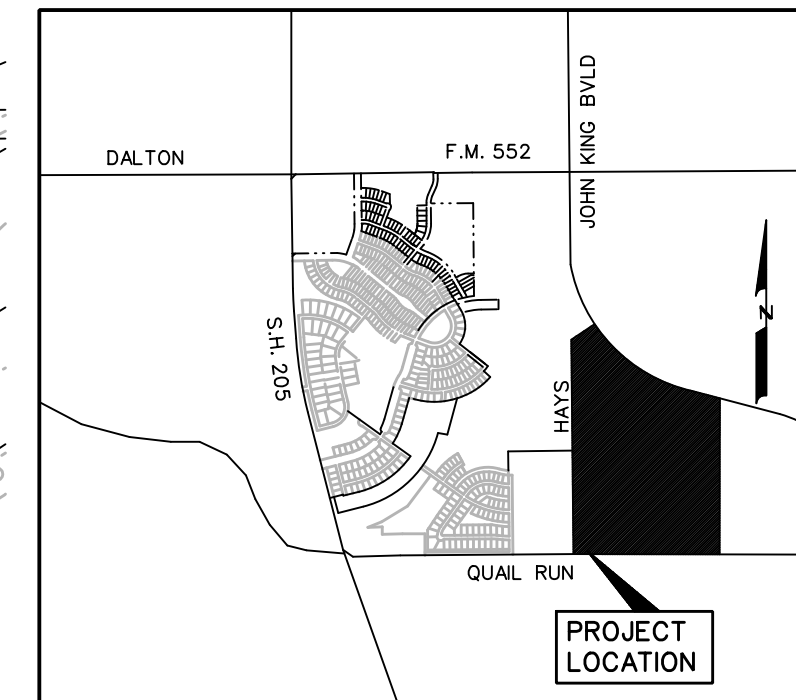 DALTON
F.M. 552
JOHN KING BVLD
S.H. 205
HAYS
N
QUAIL RUN
PROJECT
LOCATION